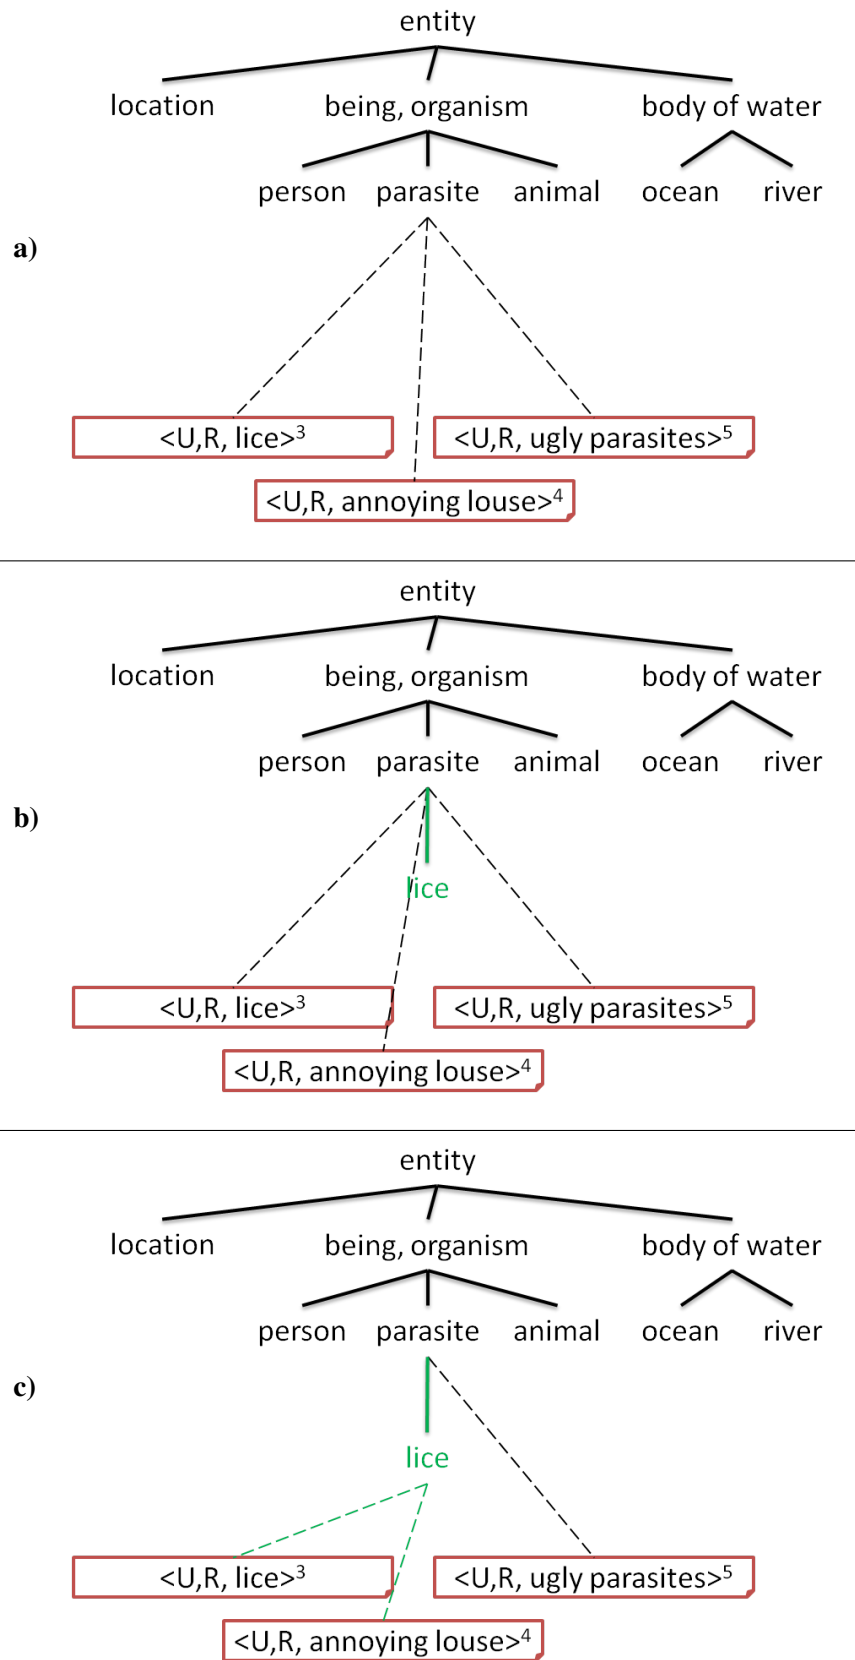 entity
location being, organism body of water
person parasite animal ocean river
a)
<U,R, lice>3 <U,R, ugly parasites>5
<U,R, annoying louse>4
entity
location being, organism body of water
person parasite animal ocean river
b)
lice
<U,R, lice>3 <U,R, ugly parasites>5
<U,R, annoying louse>4
entity
location being, organism body of water
person parasite animal ocean river
c)
lice
<U,R, lice>3 <U,R, ugly parasites>5
<U,R, annoying louse>4